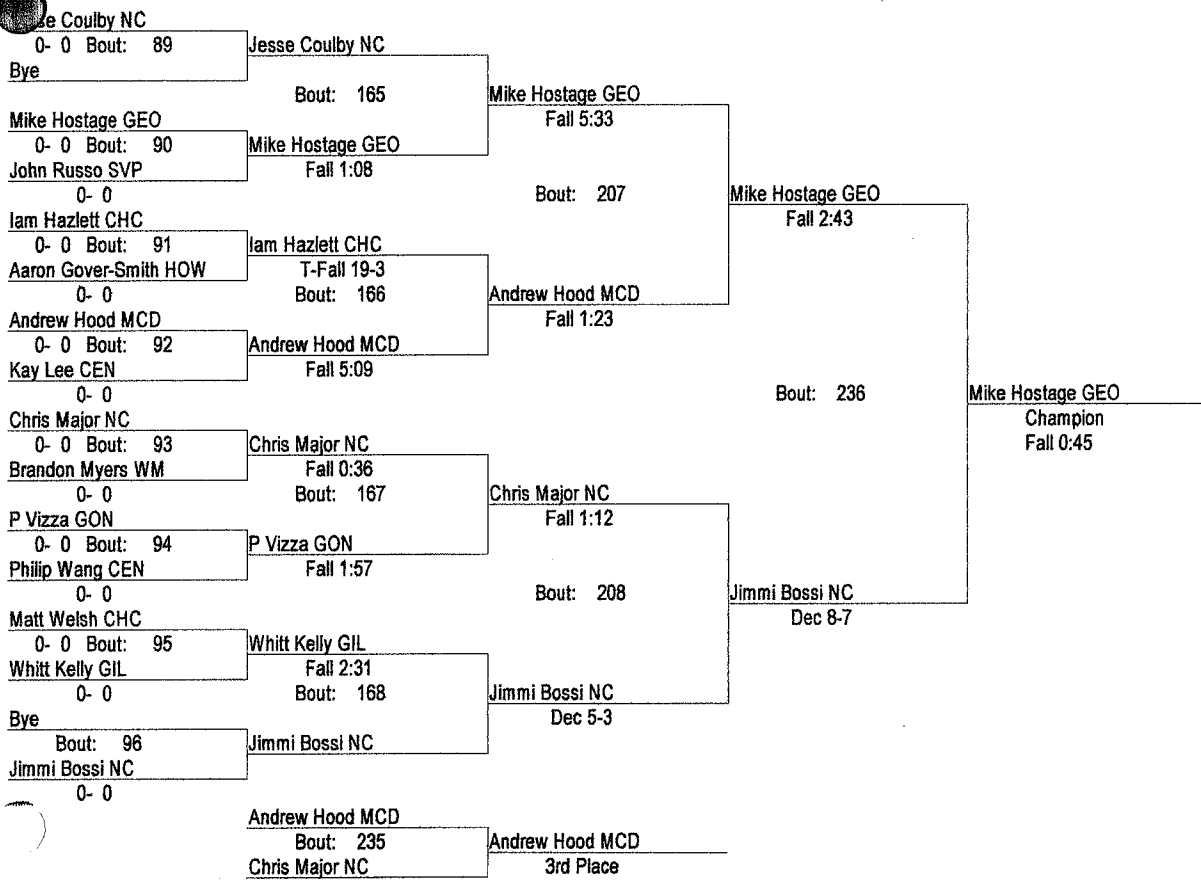 Coulby NC
0- 0 Bout: 89
Bye
Mike Hostage GEO
0- 0 Bout: 90
John Russo SVP
0- 0
Iam Hazlett CHC
0- 0 Bout: 91
Aaron Gover-Smith HOW
0- 0
Andrew Hood MCD
0- 0 Bout: 92
Kay Lee CEN
0- 0
Chris Major NC
0- 0 Bout: 93
Brandon Myers WM
0- 0
P Vizza GON
0- 0 Bout: 94
Philip Wang CEN
0- 0
Matt Welsh CHC
0- 0 Bout: 95
Whitt Kelly GIL
0- 0
Bye
Bout: 96
Jimmi Bossi NC
0- 0
Jesse Coulby NC
Bout: 165
Mike Hostage GEO
Fall 1:08
Iam Hazlett CHC
T-Fall 19-3
Bout: 166
Andrew Hood MCD
Fall 5:09
Chris Major NC
Fall 0:36
Bout: 167
P Vizza GON
Fall 1:57
Whitt Kelly GIL
Fall 2:31
Bout: 168
Jimmi Bossi NC
Mike Hostage GEO
Fall 5:33
Bout: 207
Andrew Hood MCD
Fall 1:23
Chris Major NC
Fall 1:12
Bout: 208
Jimmi Bossi NC
Dec 5-3
Mike Hostage GEO
Fall 2:43
Bout: 236
Jimmi Bossi NC
Dec 8-7
Mike Hostage GEO
Champion
Fall 0:45
Andrew Hood MCD
Bout: 235
Chris Major NC
Andrew Hood MCD
3rd Place